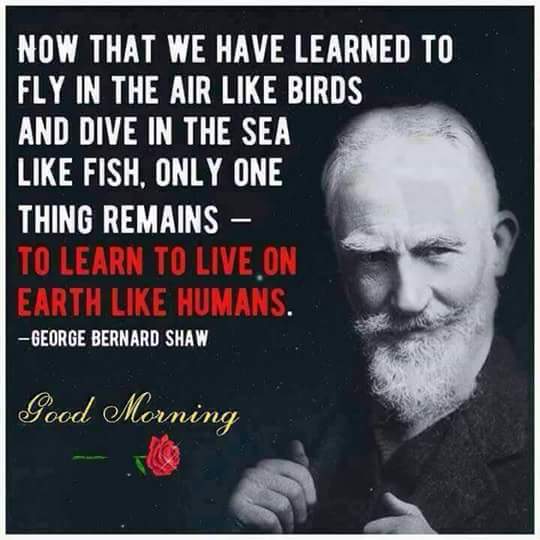 NOW THAT WE HAVE LEARNED TO
FLY IN THE AIR LIKE BIRDS
AND DIVE IN THE SEA
LIKE FISH, ONLY ONE
THING REMAINS –
TO LEARN TO LIVE ON
EARTH LIKE HUMANS.
–GEORGE BERNARD SHAW
Good Morning